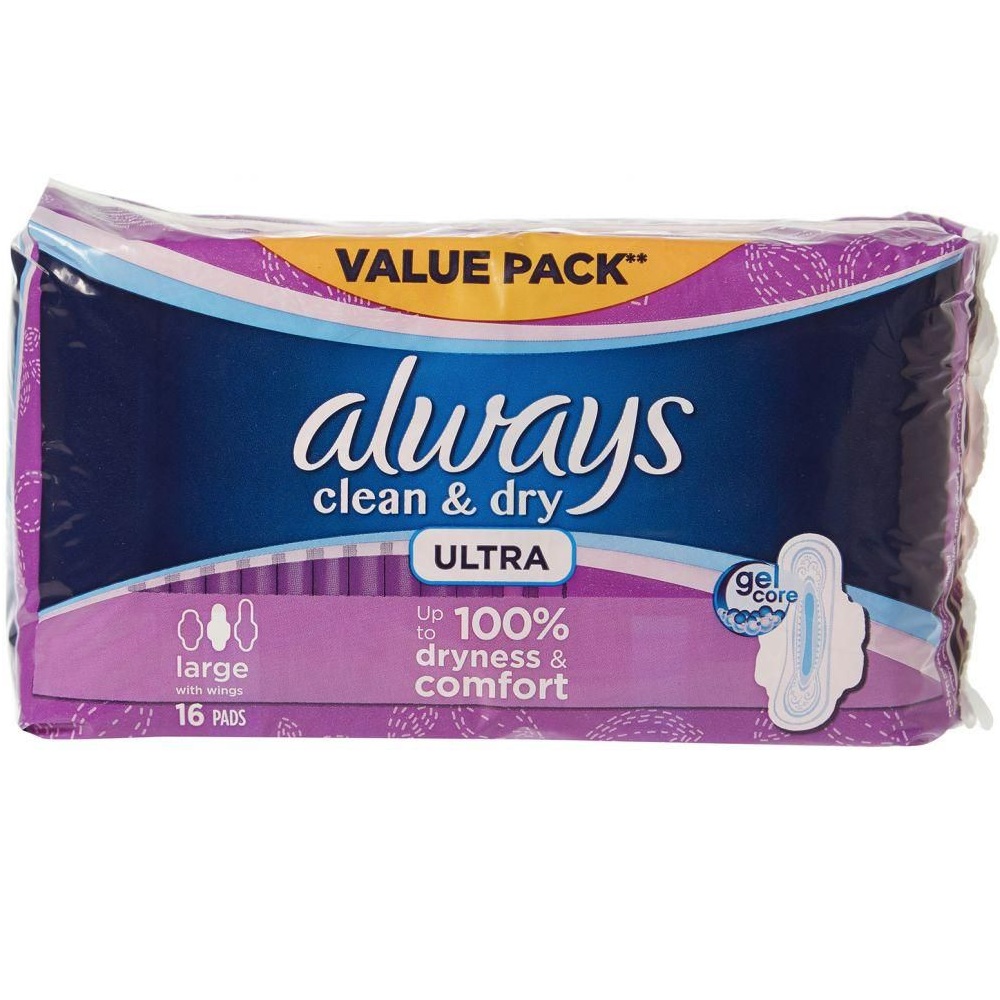 VALUE PACK**
always
clean & dry
ULTRA
gel
core
large
with wings
16 PADS
Up
to 100%
dryness &
comfort